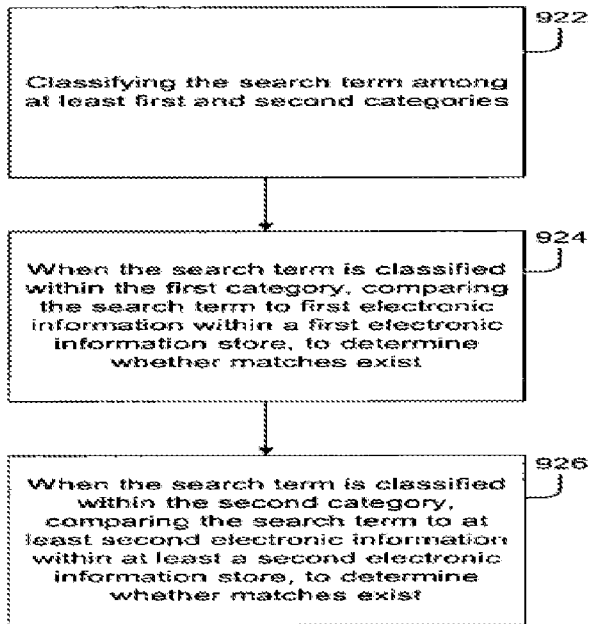 922
Classifying the search term among
at least first and second categories
924
When the search term is classified
within the first category, comparing
the search term to first electronic
information within a first electronic
information store, to determine
whether matches exist
926
When the search term is classified
within the second category,
comparing the search term to at
least second electronic information
within at least a second electronic
information store, to determine
whether matches exist